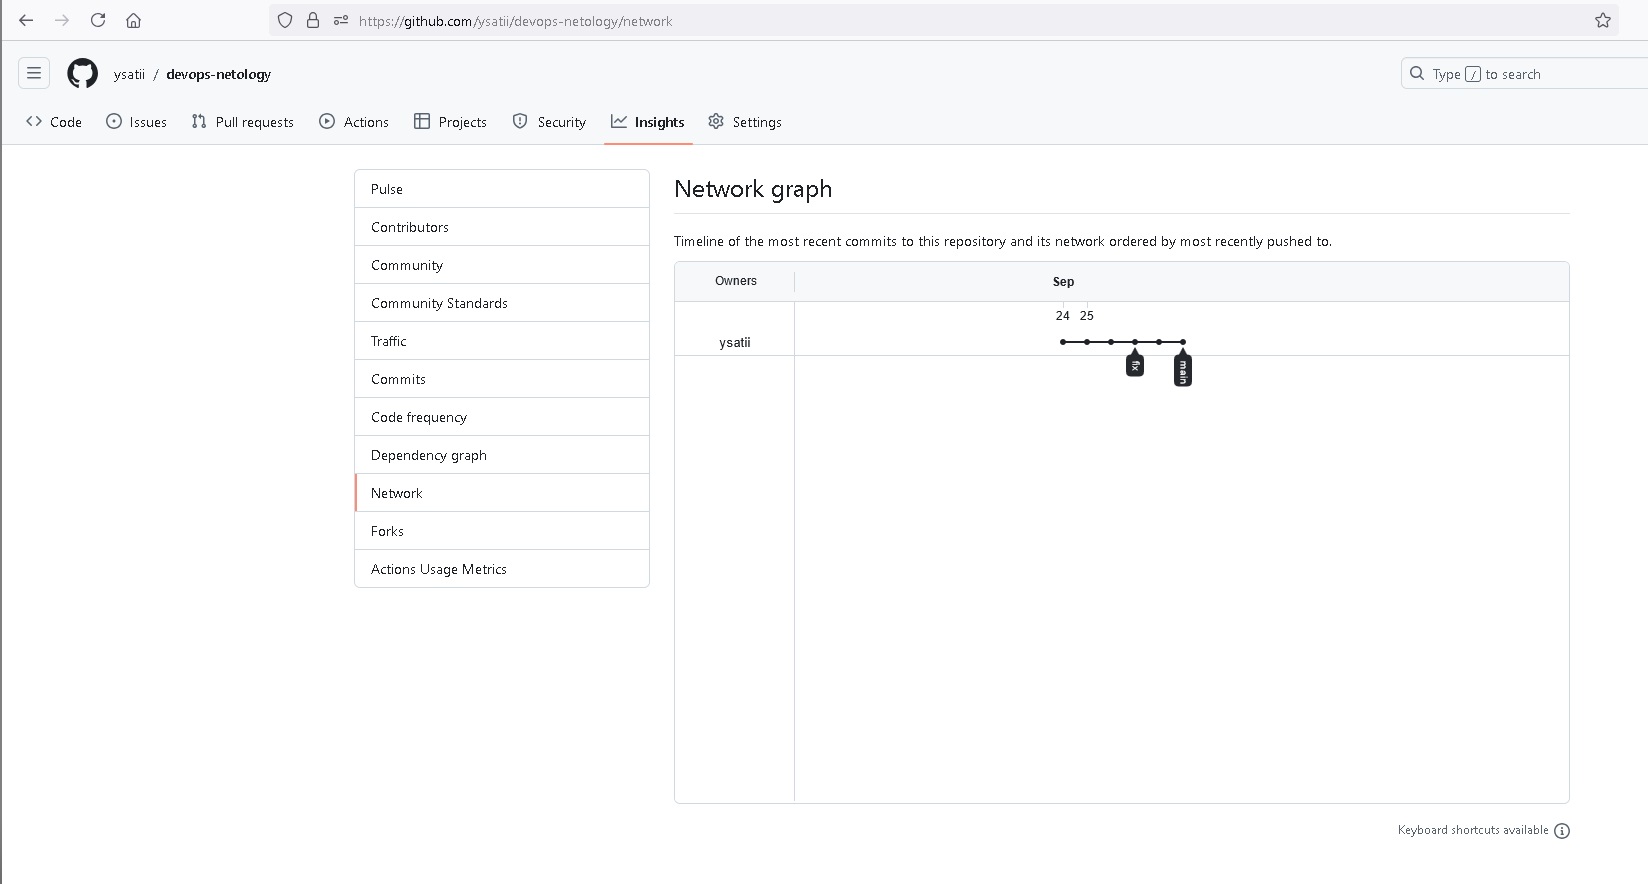 https://github.com/ysatii/devops-netology/network
ysatii / devops-netology
Type / to search
Code Issues Pull requests Actions Projects Security Insights Settings
Pulse
Contributors
Community
Community Standards
Traffic
Commits
Code frequency
Dependency graph
Network
Forks
Actions Usage Metrics
Network graph
Timeline of the most recent commits to this repository and its network ordered by most recently pushed to.
Owners Sep
24 25
ysatii
fix
main
Keyboard shortcuts available